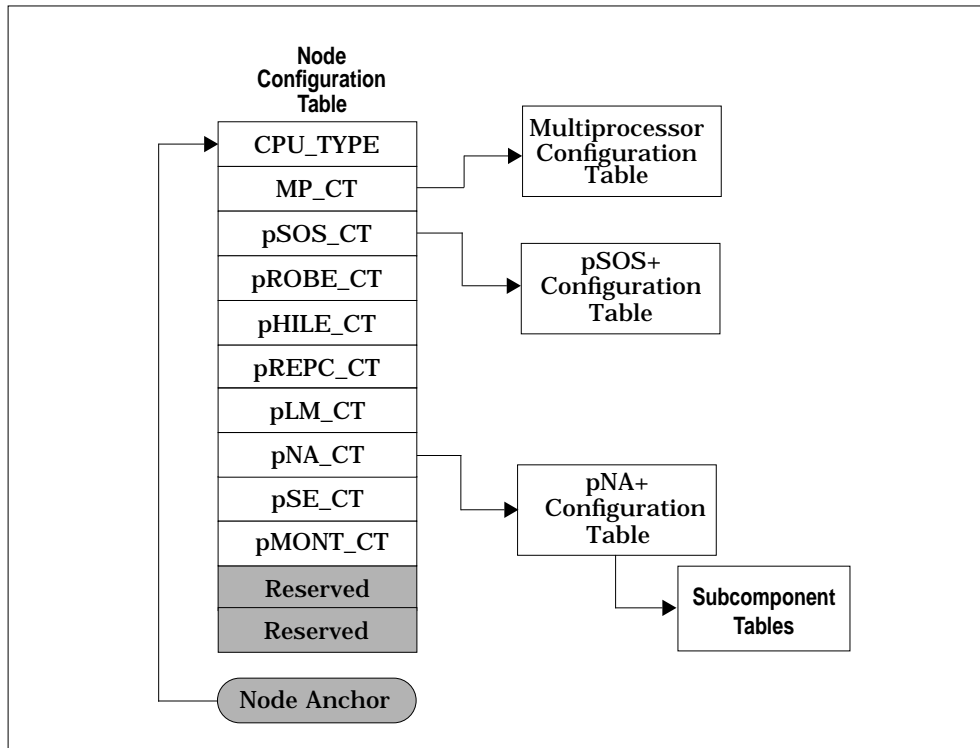 Node
Configuration
Table
CPU_TYPE
MP_CT
pSOS_CT
pROBE_CT
pHILE_CT
pREPC_CT
pLM_CT
pNA_CT
pSE_CT
pMONT_CT
Reserved
Reserved
Node Anchor
Multiprocessor
Configuration
Table
pSOS+
Configuration
Table
pNA+
Configuration
Table
Subcomponent
Tables